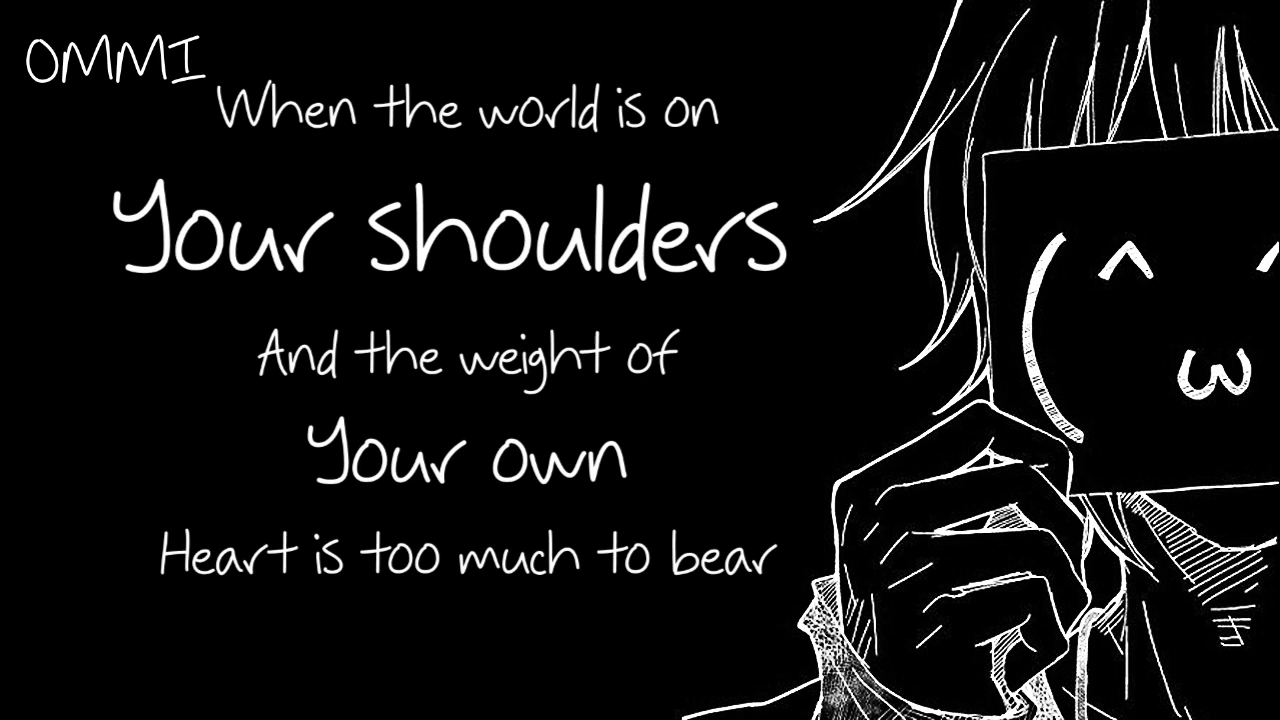 OMMI
When the world is on
Your shoulders
And the weight of
Your own
Heart is too much to bear
(^ ^
ω